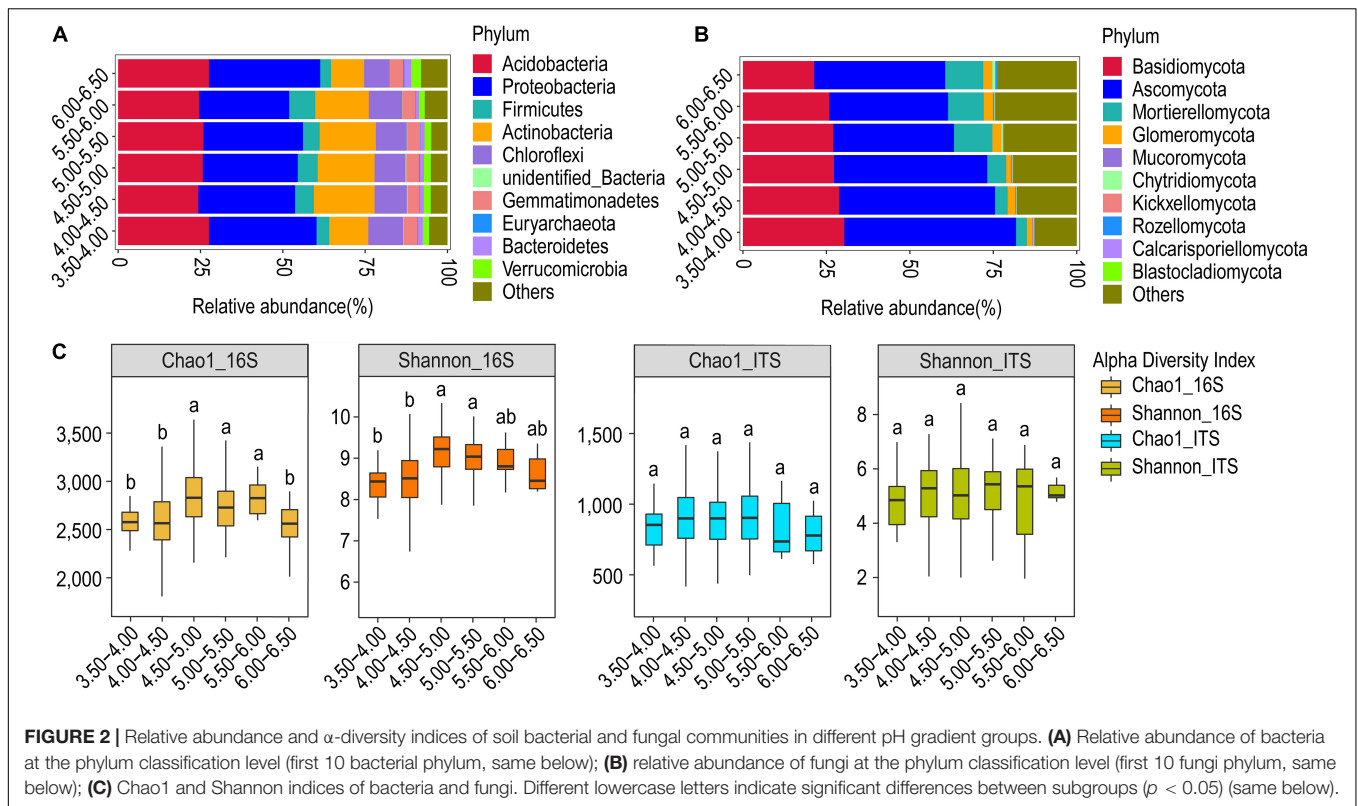 A
Phylum
Acidobacteria
Proteobacteria
Firmicutes
Actinobacteria
Chloroflexi
unidentified_Bacteria
Gemmatimonadetes
Euryarchaeota
Bacteroidetes
Verrucomicrobia
Others
6.00−6.50
5.50−6.00
5.00−5.50
4.50−5.00
4.00−4.50
3.50−4.00
0
25
50
75
100
Relative abundance(%)
B
Phylum
Basidiomycota
Ascomycota
Mortierellomycota
Glomeromycota
Mucoromycota
Chytridiomycota
Kickxellomycota
Rozellomycota
Calcarisporiellomycota
Blastocladiomycota
Others
6.00−6.50
5.50−6.00
5.00−5.50
4.50−5.00
4.00−4.50
3.50−4.00
0
25
50
75
100
Relative abundance(%)
C
Chao1_16S
3,500
3,000
2,500
2,000
b
b
a
a
a
b
3.50−4.00
4.00−4.50
4.50−5.00
5.00−5.50
5.50−6.00
6.00−6.50
Shannon_16S
10
9
8
7
6
b
b
a
a
ab
ab
3.50−4.00
4.00−4.50
4.50−5.00
5.00−5.50
5.50−6.00
6.00−6.50
Chao1_ITS
1,500
1,000
500
a
a
a
a
a
a
3.50−4.00
4.00−4.50
4.50−5.00
5.00−5.50
5.50−6.00
6.00−6.50
Shannon_ITS
8
6
4
2
a
a
a
a
a
a
3.50−4.00
4.00−4.50
4.50−5.00
5.00−5.50
5.50−6.00
6.00−6.50
Alpha Diversity Index
Chao1_16S
Shannon_16S
Chao1_ITS
Shannon_ITS
FIGURE 2 | Relative abundance and α-diversity indices of soil bacterial and fungal communities in different pH gradient groups. (A) Relative abundance of bacteria
at the phylum classification level (first 10 bacterial phylum, same below); (B) relative abundance of fungi at the phylum classification level (first 10 fungi phylum, same
below); (C) Chao1 and Shannon indices of bacteria and fungi. Different lowercase letters indicate significant differences between subgroups (p < 0.05) (same below).